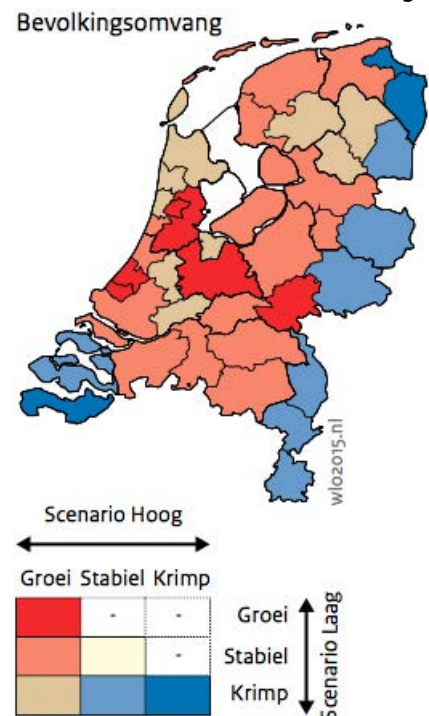 Bevolkingsomvang
wlo2015.nl
Scenario Hoog
Groei Stabiel Krimp
- - Groei
- Stabiel
Krimp
Scenario Laag